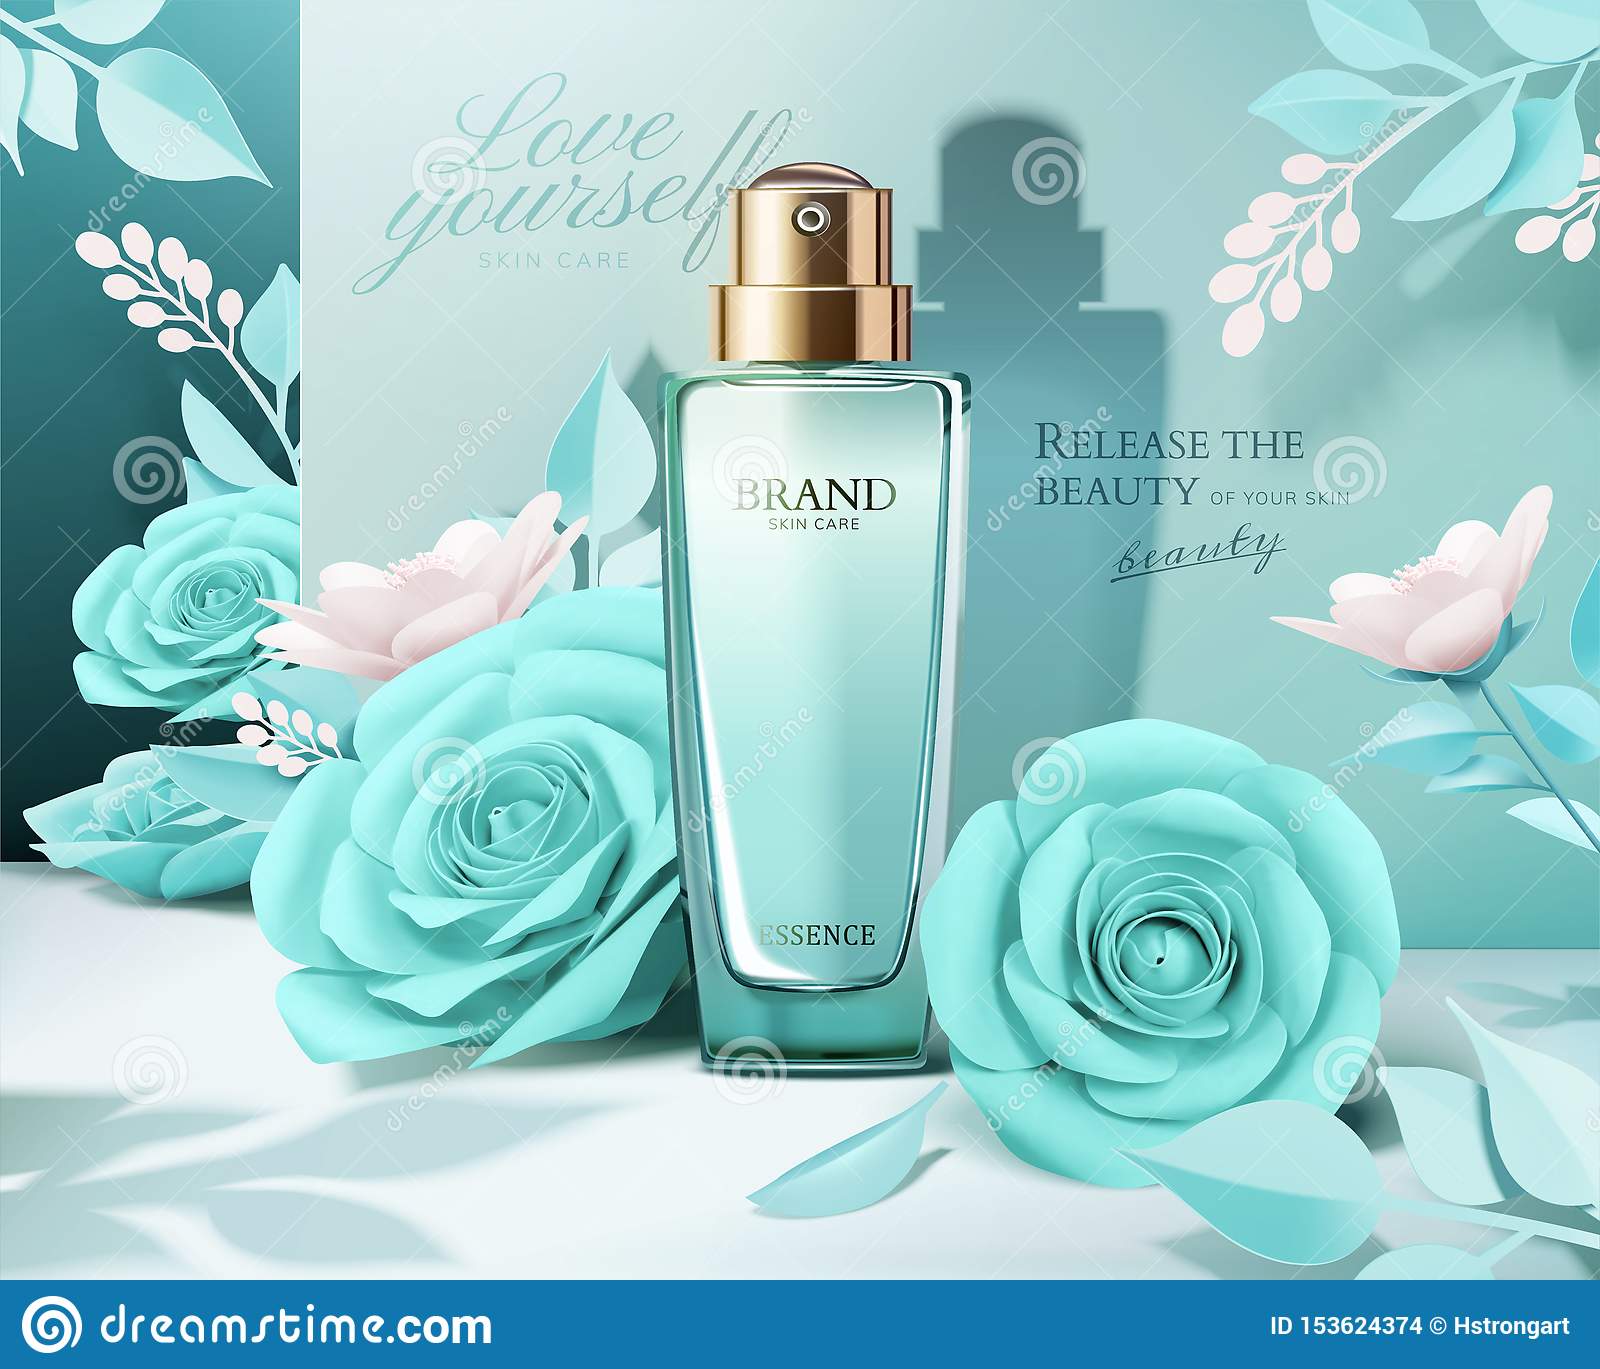 Love
yourself
SKIN CARE
BRAND
SKIN CARE
ESSENCE
RELEASE THE
BEAUTY OF YOUR SKIN
beauty
dreamstime.com
ID 153624374 © Hstrongart